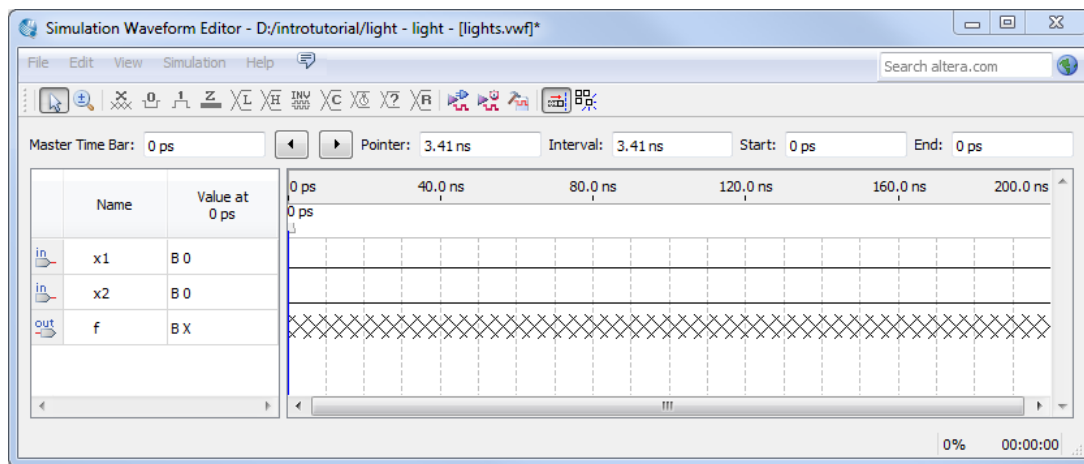 Simulation Waveform Editor - D:/introtutorial/light - light - [lights.vwf]*
File Edit View Simulation Help Search altera.com
Master Time Bar: 0 ps Pointer: 3.41 ns Interval: 3.41 ns Start: 0 ps End: 0 ps
Name Value at 0 ps 0 ps 40.0 ns 80.0 ns 120.0 ns 160.0 ns 200.0 ns
0 ps
in x1 B 0
in x2 B 0
out f B X
0% 00:00:00